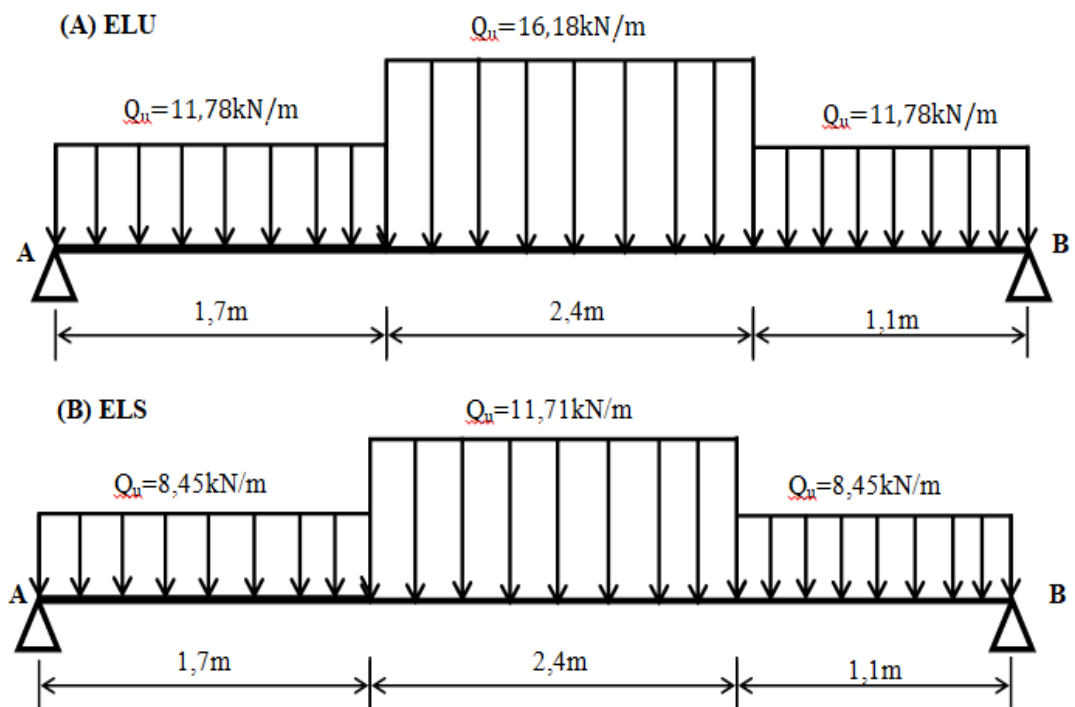 (A) ELU
Qᵤ=16,18kN/m
Qᵤ=11,78kN/m
Qᵤ=11,78kN/m
A
B
1,7m
2,4m
1,1m
(B) ELS
Qᵤ=11,71kN/m
Qᵤ=8,45kN/m
Qᵤ=8,45kN/m
A
B
1,7m
2,4m
1,1m